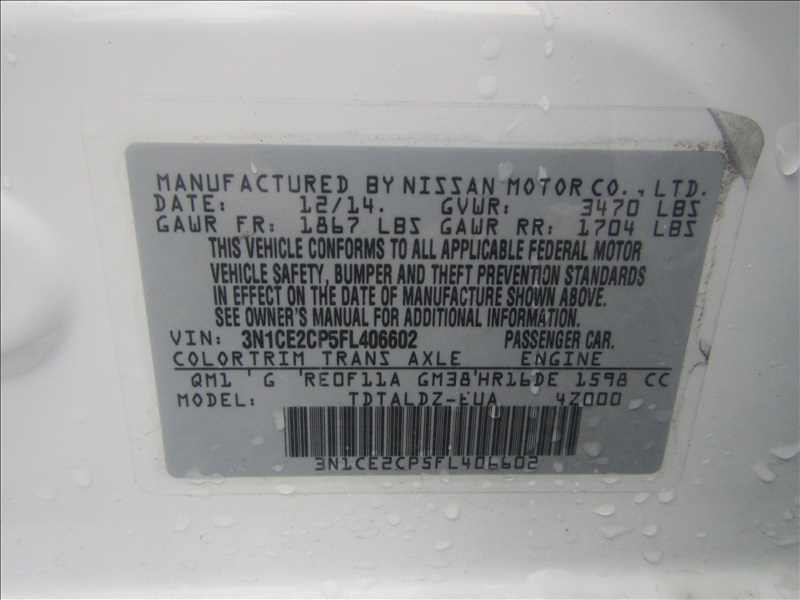 MANUFACTURED BY NISSAN MOTOR CO., LTD.
DATE: 12/14. GVWR: 3470 LBS
GAWR FR: 1867 LBS GAWR RR: 1704 LBS
THIS VEHICLE CONFORMS TO ALL APPLICABLE FEDERAL MOTOR
VEHICLE SAFETY, BUMPER AND THEFT PREVENTION STANDARDS
IN EFFECT ON THE DATE OF MANUFACTURE SHOWN ABOVE.
SEE OWNER'S MANUAL FOR ADDITIONAL INFORMATION.
VIN: 3N1CE2CP5FL406602 PASSENGER CAR.
COLORTRIM TRANS AXLE ENGINE
QM1 'G 'RE0F11A GM38'HR16DE 1598 CC
MODEL: TDTALDZ-EUA 4Z000
3N1CE2CP5FL406602